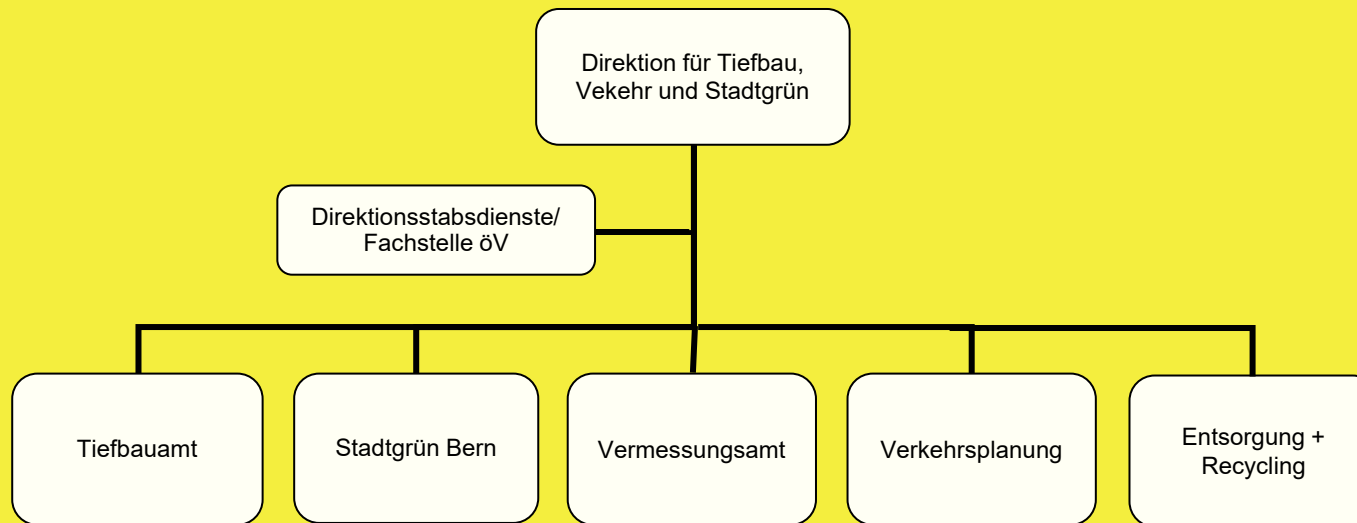 Direktion für Tiefbau,
Vekehr und Stadtgrün
Direktionsstabsdienste/
Fachstelle öV
Tiefbauamt
Stadtgrün Bern
Vermessungsamt
Verkehrsplanung
Entsorgung +
Recycling